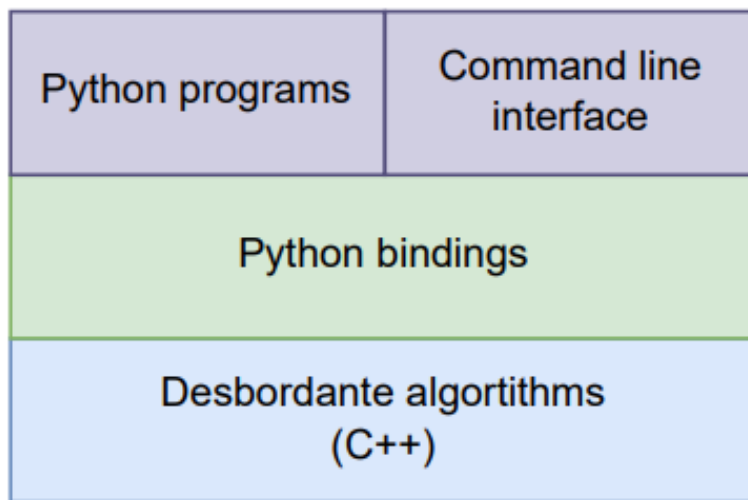 Python programs
Command line
interface
Python bindings
Desbordante algortithms
(C++)